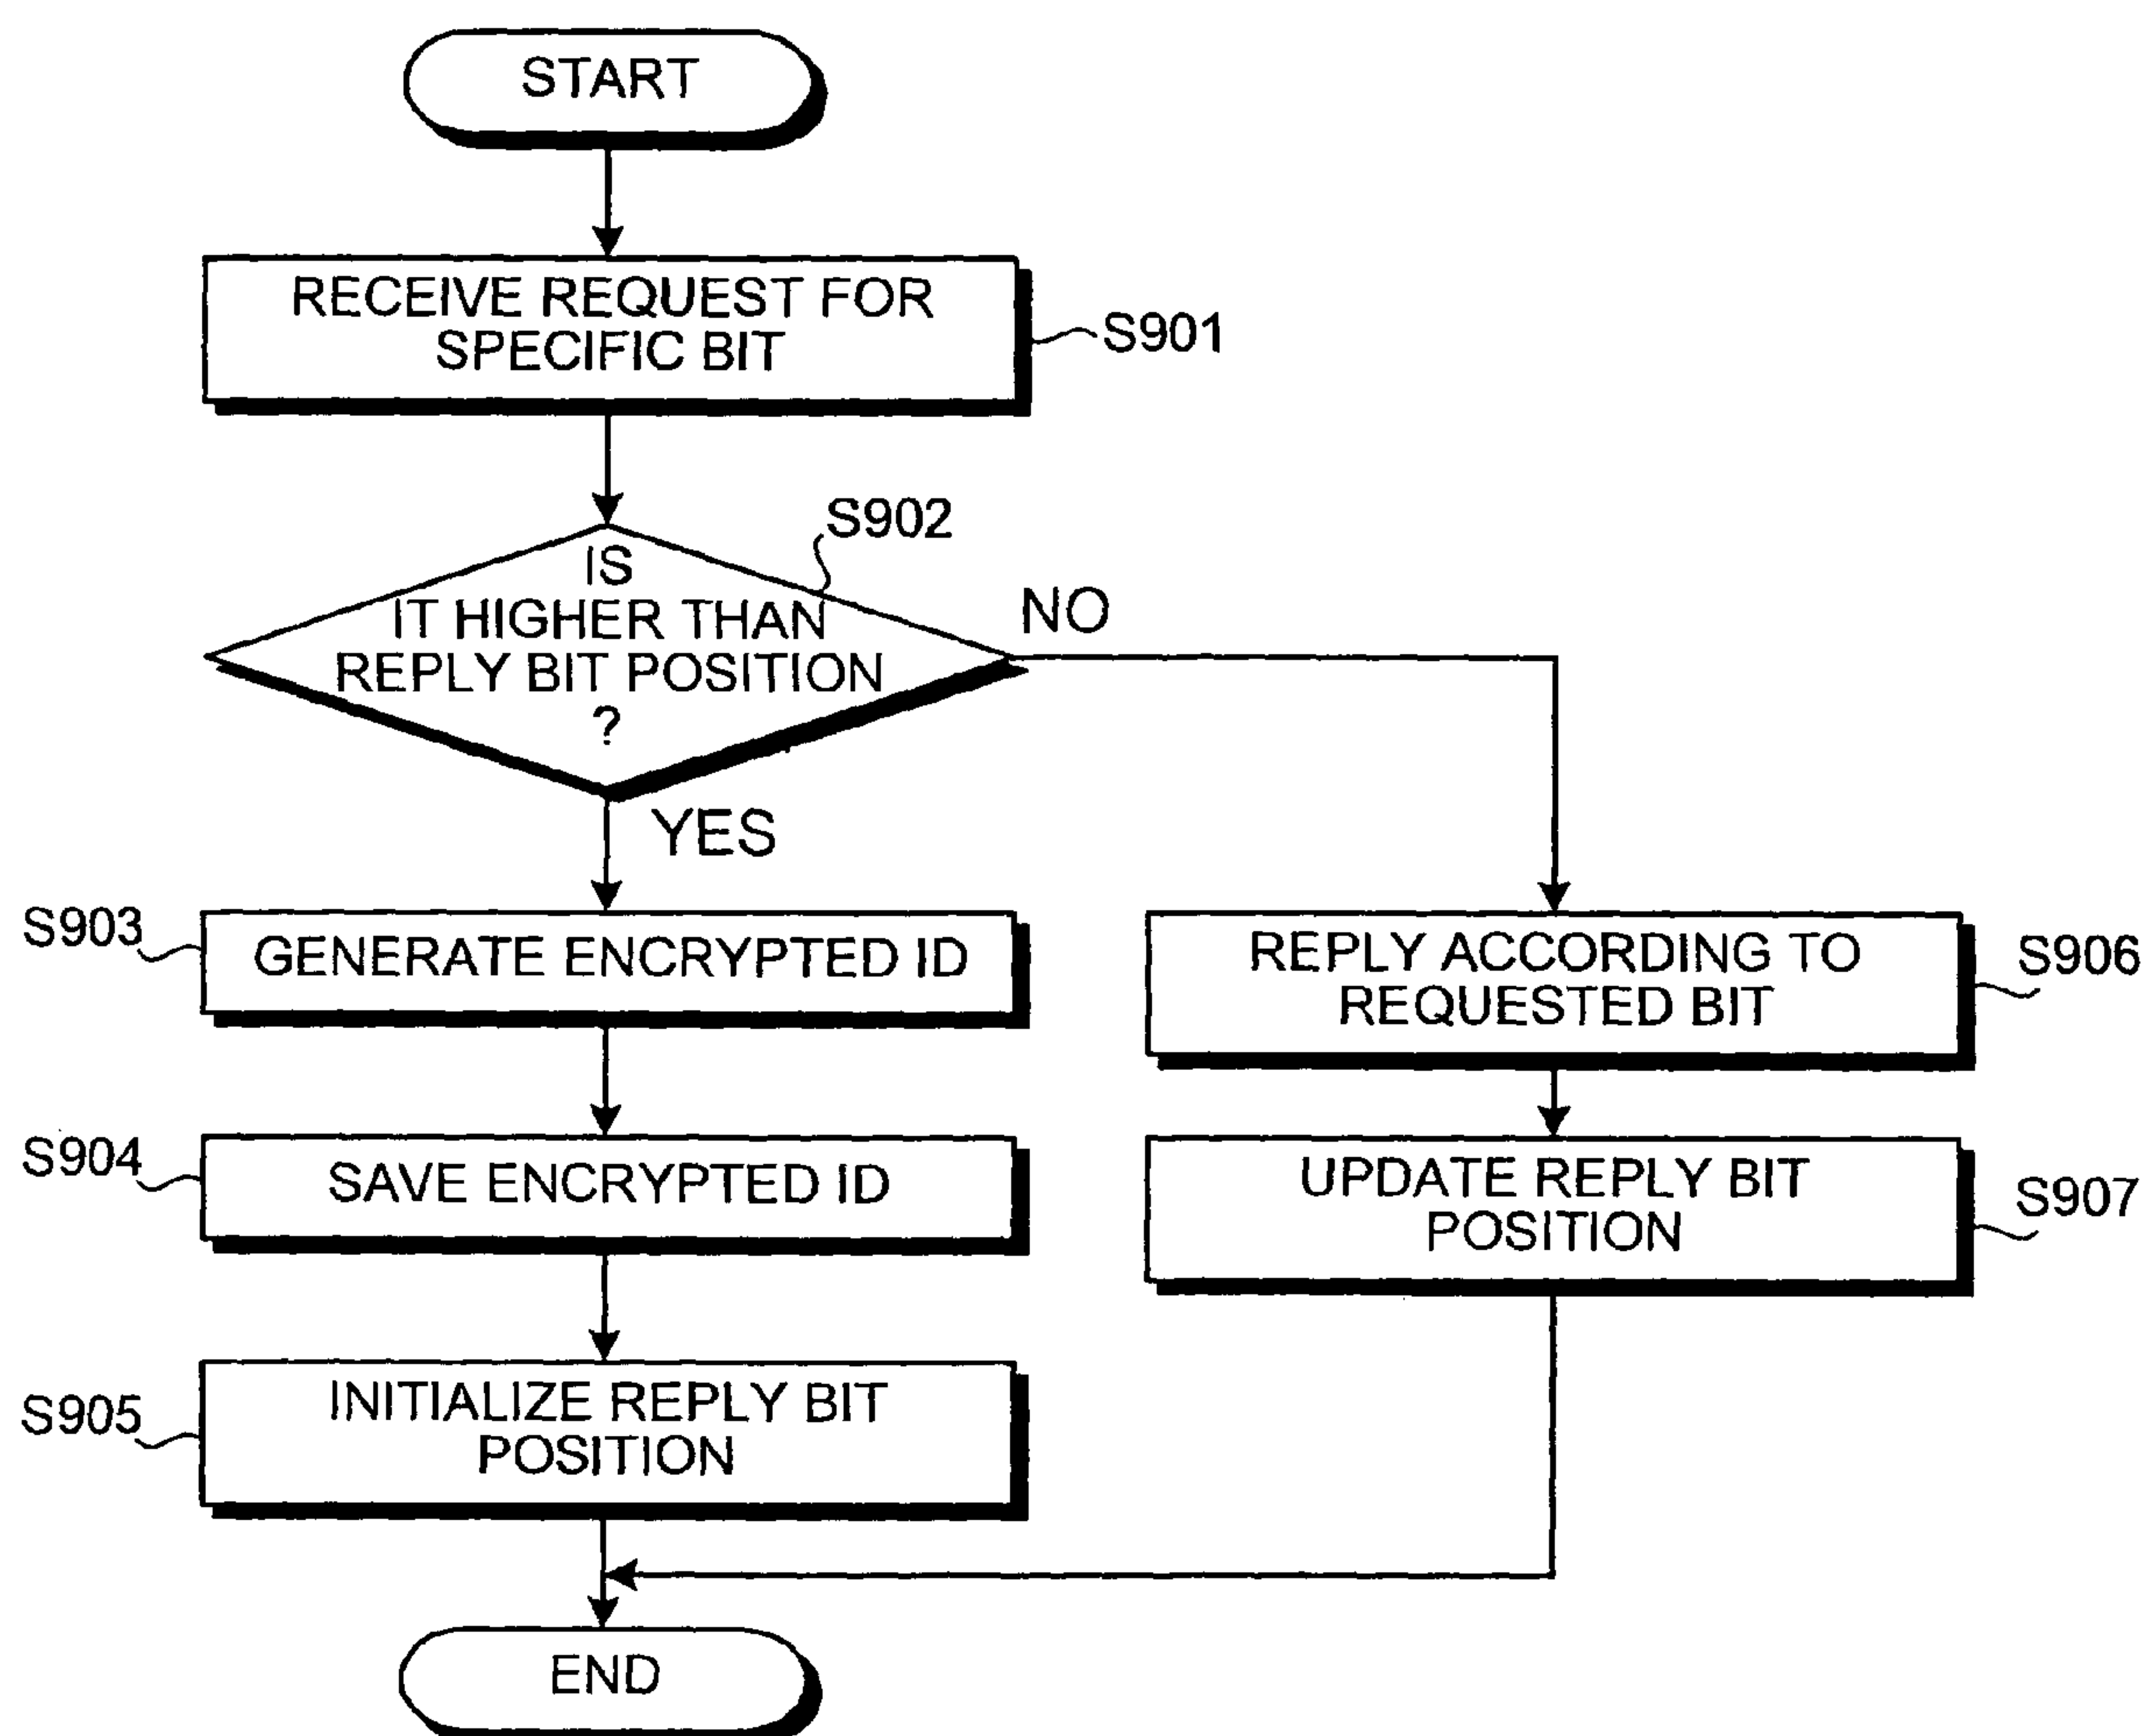 START
RECEIVE REQUEST FOR
SPECIFIC BIT
S901
S902
IS
IT HIGHER THAN
REPLY BIT POSITION
?
NO
YES
S903
GENERATE ENCRYPTED ID
S904
SAVE ENCRYPTED ID
S905
INITIALIZE REPLY BIT
POSITION
REPLY ACCORDING TO
REQUESTED BIT
S906
UPDATE REPLY BIT
POSITION
S907
END